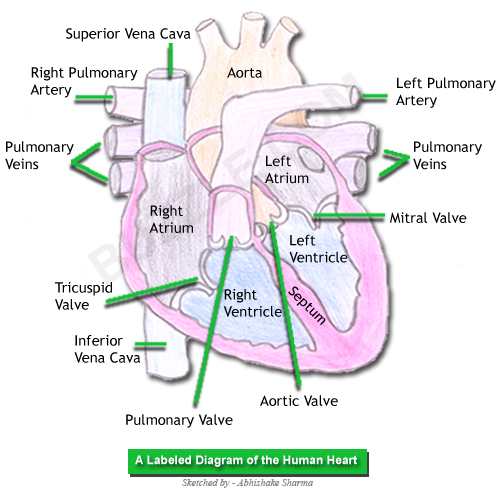 Superior Vena Cava
Right Pulmonary
Artery
Aorta
Left Pulmonary
Artery
Pulmonary
Veins
Left
Atrium
Pulmonary
Veins
Right
Atrium
Mitral Valve
Left
Ventricle
Tricuspid
Valve
Right
Ventricle
Septum
Inferior
Vena Cava
Aortic Valve
Pulmonary Valve
A Labeled Diagram of the Human Heart
Sketched by - Abhishake Sharma